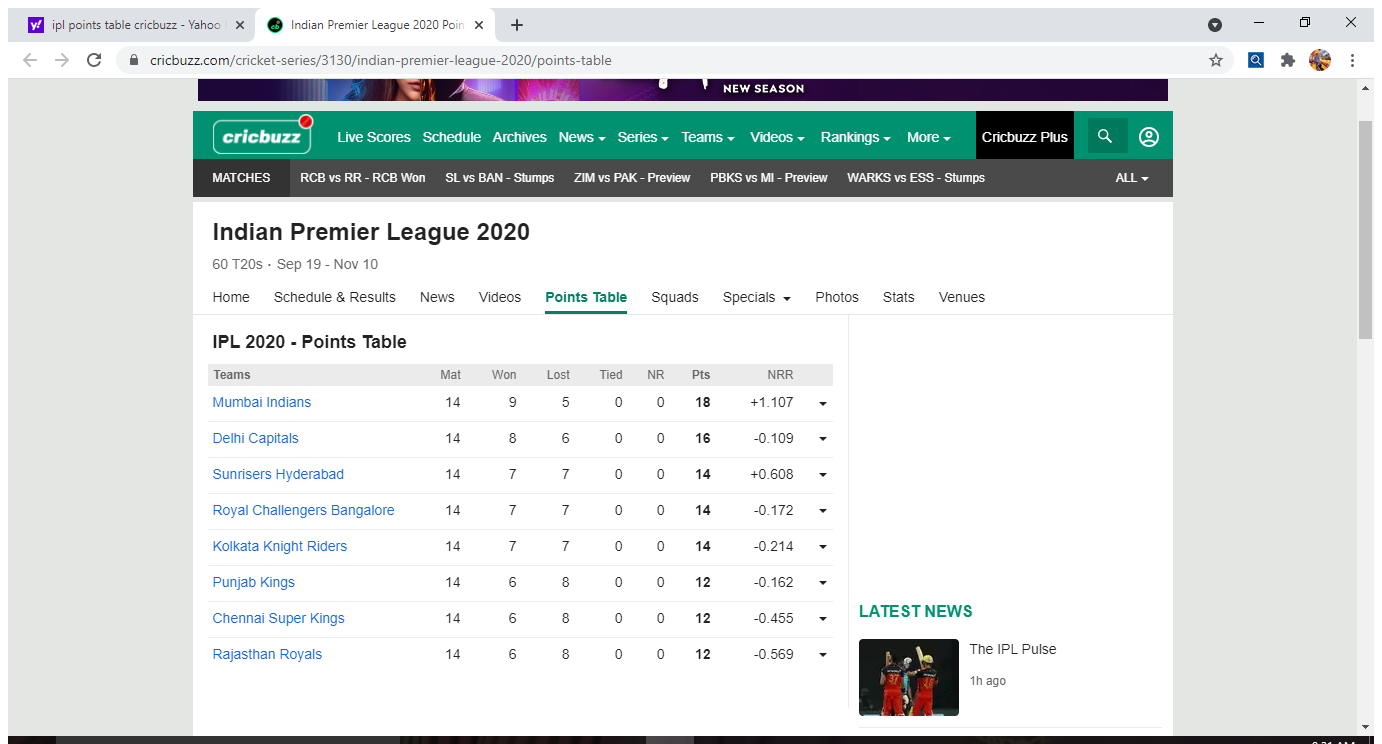 ipl points table cricbuzz - Yahoo
Indian Premier League 2020 Poin
cricbuzz.com/cricket-series/3130/indian-premier-league-2020/points-table
NEW SEASON
cricbuzz Live Scores Schedule Archives News Series Teams Videos Rankings More Cricbuzz Plus
MATCHES RCB vs RR - RCB Won SL vs BAN - Stumps ZIM vs PAK - Preview PBKS vs MI - Preview WARKS vs ESS - Stumps ALL
Indian Premier League 2020
60 T20s · Sep 19 - Nov 10
Home Schedule & Results News Videos Points Table Squads Specials Photos Stats Venues
IPL 2020 - Points Table
Teams Mat Won Lost Tied NR Pts NRR
Mumbai Indians 14 9 5 0 0 18 +1.107
Delhi Capitals 14 8 6 0 0 16 -0.109
Sunrisers Hyderabad 14 7 7 0 0 14 +0.608
Royal Challengers Bangalore 14 7 7 0 0 14 -0.172
Kolkata Knight Riders 14 7 7 0 0 14 -0.214
Punjab Kings 14 6 8 0 0 12 -0.162
Chennai Super Kings 14 6 8 0 0 12 -0.455
Rajasthan Royals 14 6 8 0 0 12 -0.569
LATEST NEWS
The IPL Pulse
1h ago